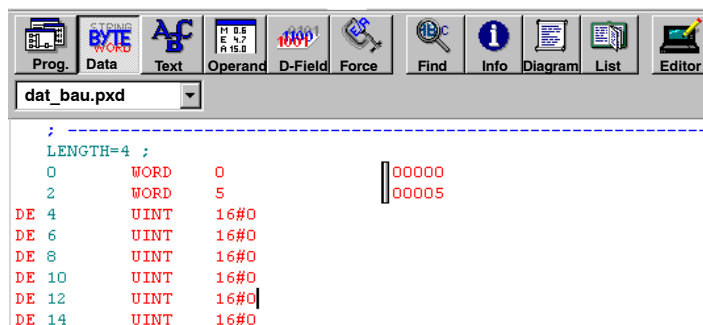 STRING
BYTE
WORD
A B C
M 0.6
E 4.7
A 15.0
Prog. Data Text Operand D-Field Force Find Info Diagram List Editor
dat_bau.pxd
; ----------------------------------------------------------------
LENGTH=4 ;
0 WORD 0 00000
2 WORD 5 00005
DE 4 UINT 16#0
DE 6 UINT 16#0
DE 8 UINT 16#0
DE 10 UINT 16#0
DE 12 UINT 16#0
DE 14 UINT 16#0